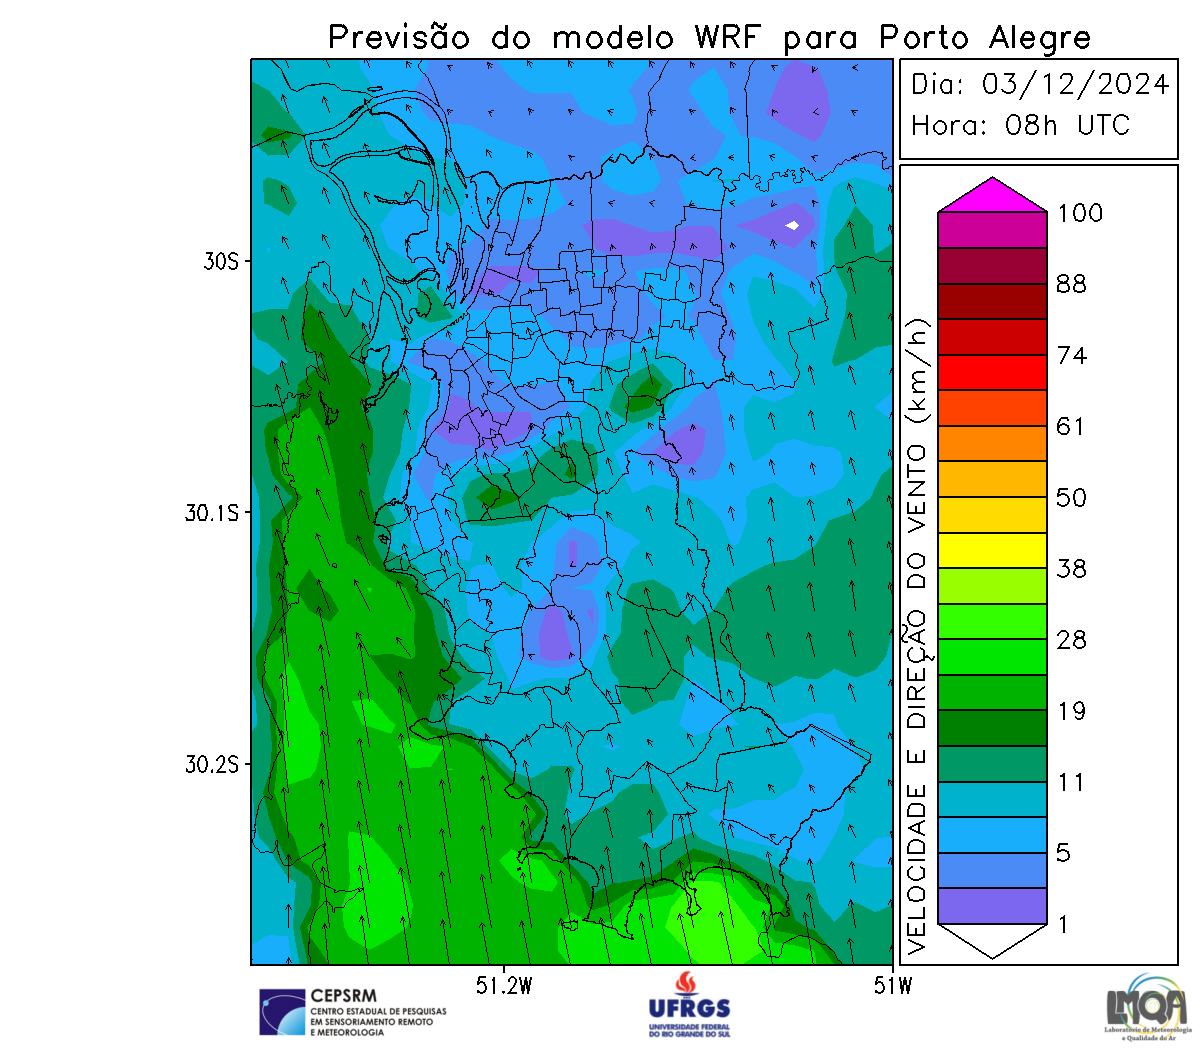 Previsão do modelo WRF para Porto Alegre
Dia: 03/12/2024
Hora: 08h UTC
VELOCIDADE E DIREÇÃO DO VENTO (km/h)
100
88
74
61
50
38
28
19
11
5
1
30S
30.1S
30.2S
51.2W
51W
CEPSRM
CENTRO ESTADUAL DE PESQUISAS
EM SENSORIAMENTO REMOTO
E METEOROLOGIA
UFRGS
UNIVERSIDADE FEDERAL
DO RIO GRANDE DO SUL
LMQA
Laboratório de Meteorologia
e Qualidade do Ar